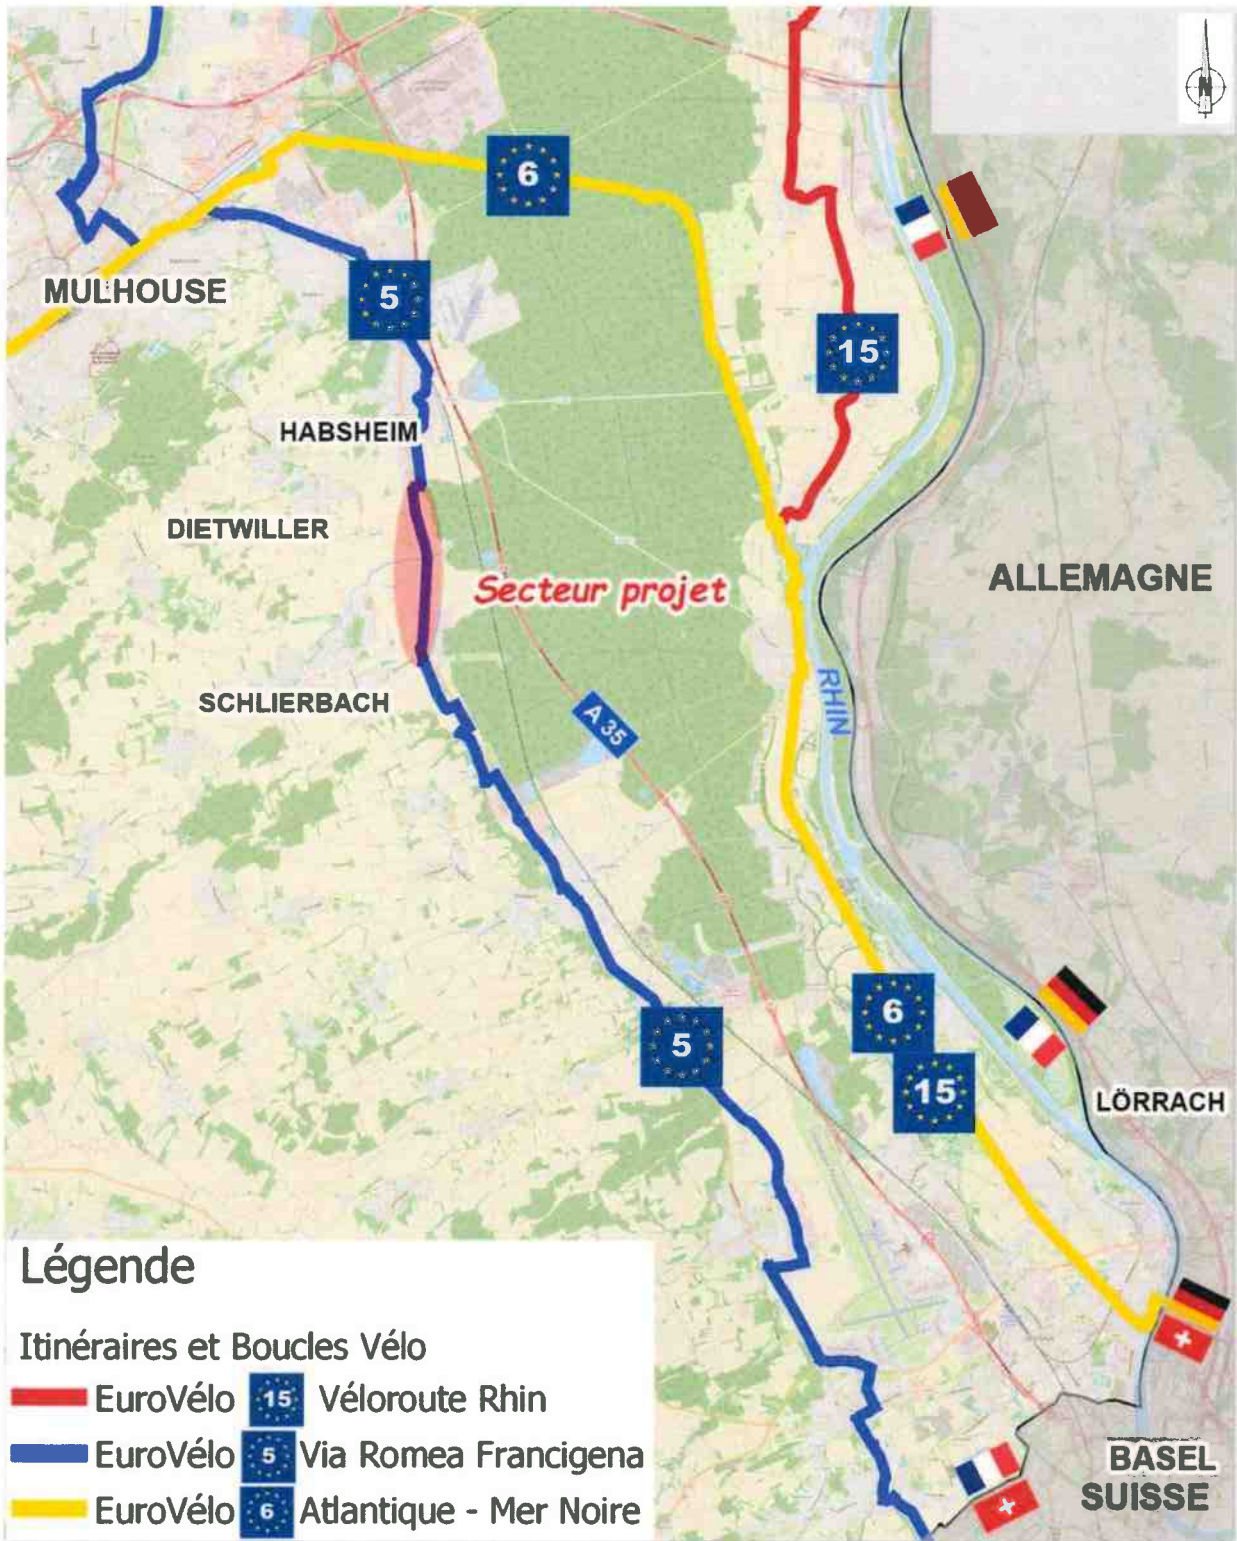 N
6
MULHOUSE
5
15
HABSHEIM
DIETWILLER
Secteur projet
ALLEMAGNE
SCHLIERBACH
RHIN
A 35
6
5
15
LÖRRACH
Légende
Itinéraires et Boucles Vélo
EuroVélo 15 Véloroute Rhin
EuroVélo 5 Via Romea Francigena
EuroVélo 6 Atlantique - Mer Noire
BASEL
SUISSE